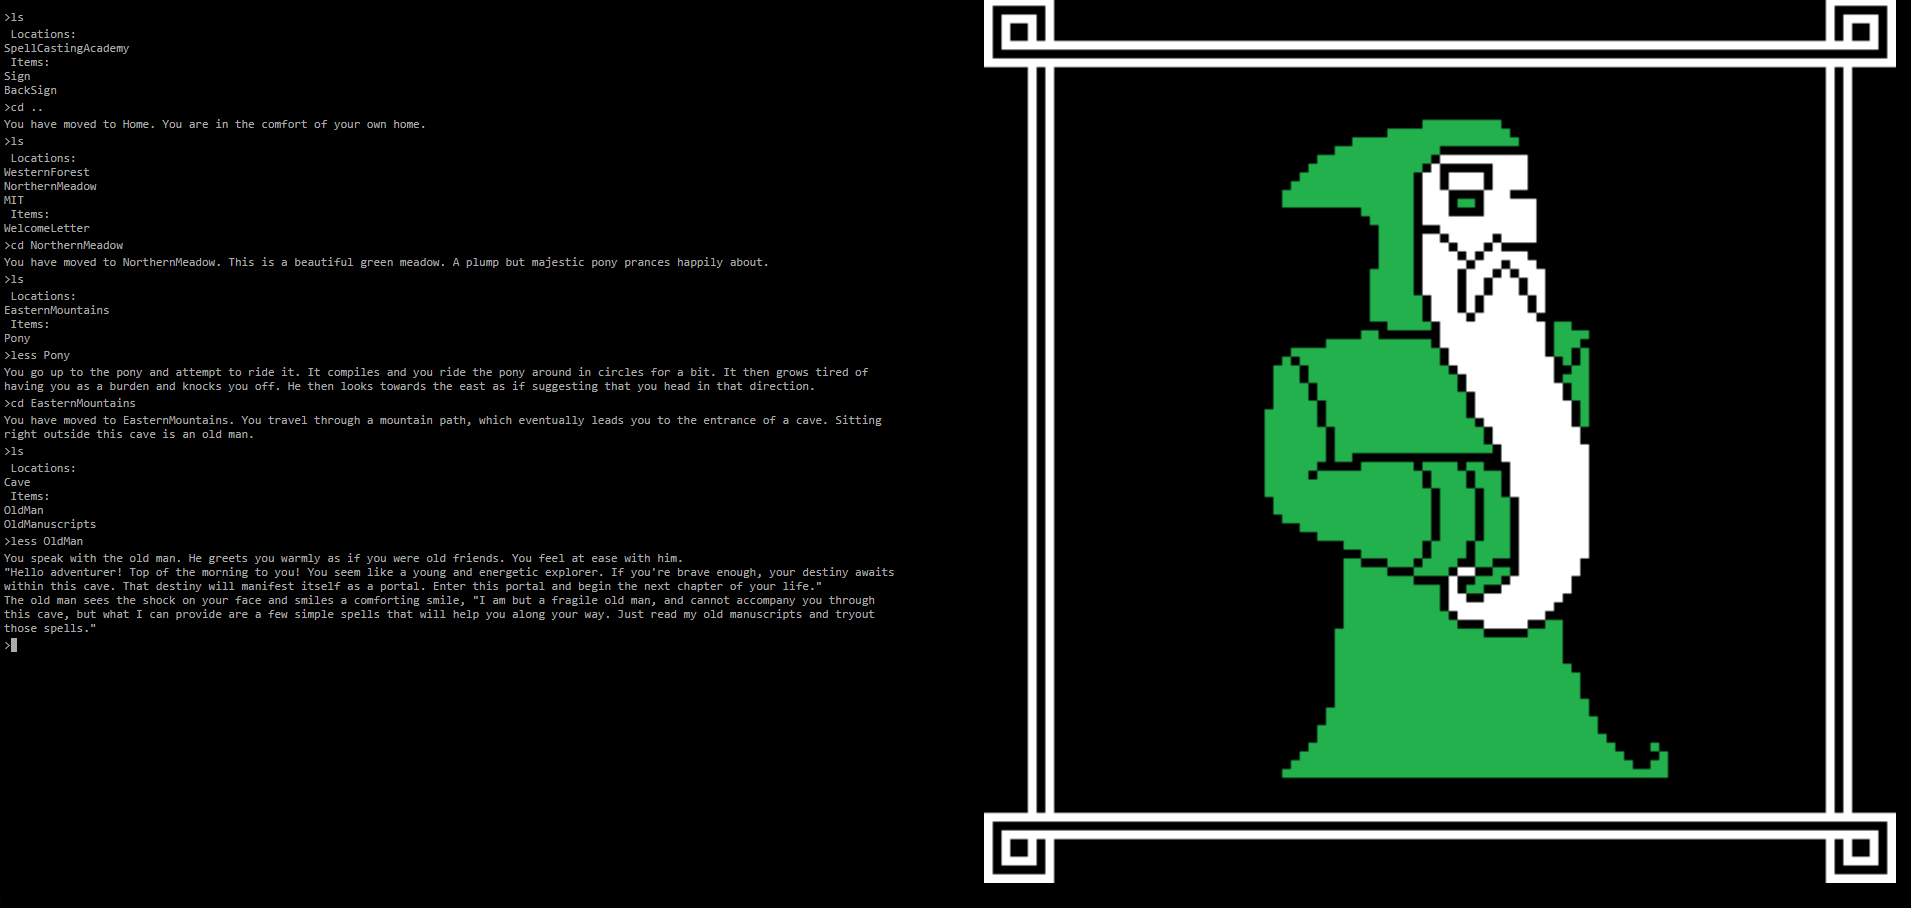 >ls
Locations:
SpellCastingAcademy
Items:
Sign
BackSign
>cd ..
You have moved to Home. You are in the comfort of your own home.
>ls
Locations:
WesternForest
NorthernMeadow
MIT
Items:
WelcomeLetter
>cd NorthernMeadow
You have moved to NorthernMeadow. This is a beautiful green meadow. A plump but majestic pony prances happily about.
>ls
Locations:
EasternMountains
Items:
Pony
>less Pony
You go up to the pony and attempt to ride it. It compiles and you ride the pony around in circles for a bit. It then grows tired of
having you as a burden and knocks you off. He then looks towards the east as if suggesting that you head in that direction.
>cd EasternMountains
You have moved to EasternMountains. You travel through a mountain path, which eventually leads you to the entrance of a cave. Sitting
right outside this cave is an old man.
>ls
Locations:
Cave
Items:
OldMan
OldManuscripts
>less OldMan
You speak with the old man. He greets you warmly as if you were old friends. You feel at ease with him.
"Hello adventurer! Top of the morning to you! You seem like a young and energetic explorer. If you're brave enough, your destiny awaits
within this cave. That destiny will manifest itself as a portal. Enter this portal and begin the next chapter of your life."
The old man sees the shock on your face and smiles a comforting smile, "I am but a fragile old man, and cannot accompany you through
this cave, but what I can provide are a few simple spells that will help you along your way. Just read my old manuscripts and tryout
those spells."
>